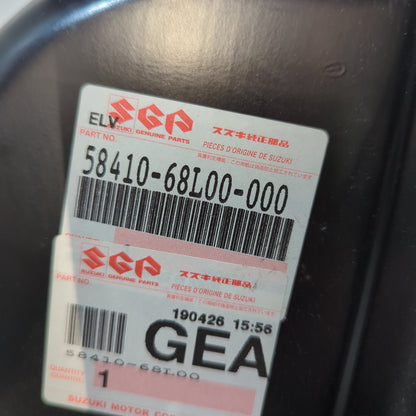 ELV SGP スズキ純正部品
SUZUKI GENUINE PARTS PIECES D'ORIGINE DE SUZUKI
PART NO.
58410-68L00-000
SGP スズキ純正部品
SUZUKI GENUINE PARTS PIECES D'ORIGINE DE SUZUKI
PART NO.
190426 15:56
GEA
58410-68L00
QUANTITY
1
SUZUKI MOTOR